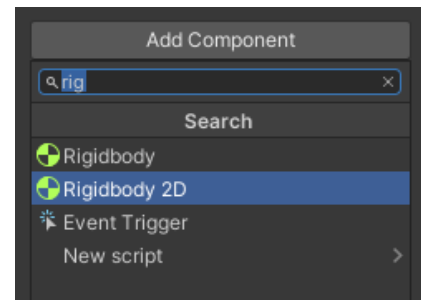 Add Component
rig
Search
Rigidbody
Rigidbody 2D
Event Trigger
New script